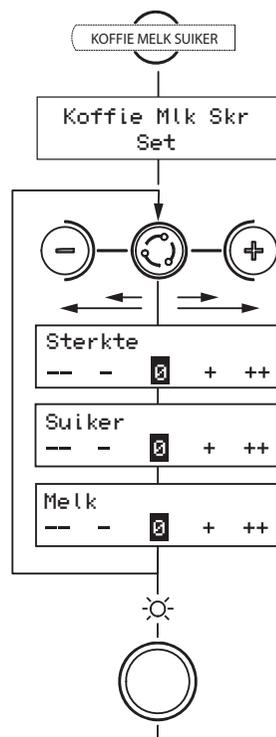 KOFFIE MELK SUIKER
Koffie Mlk Skr
Set
− +
Sterkte
-- - 0 + ++
Suiker
-- - 0 + ++
Melk
-- - 0 + ++